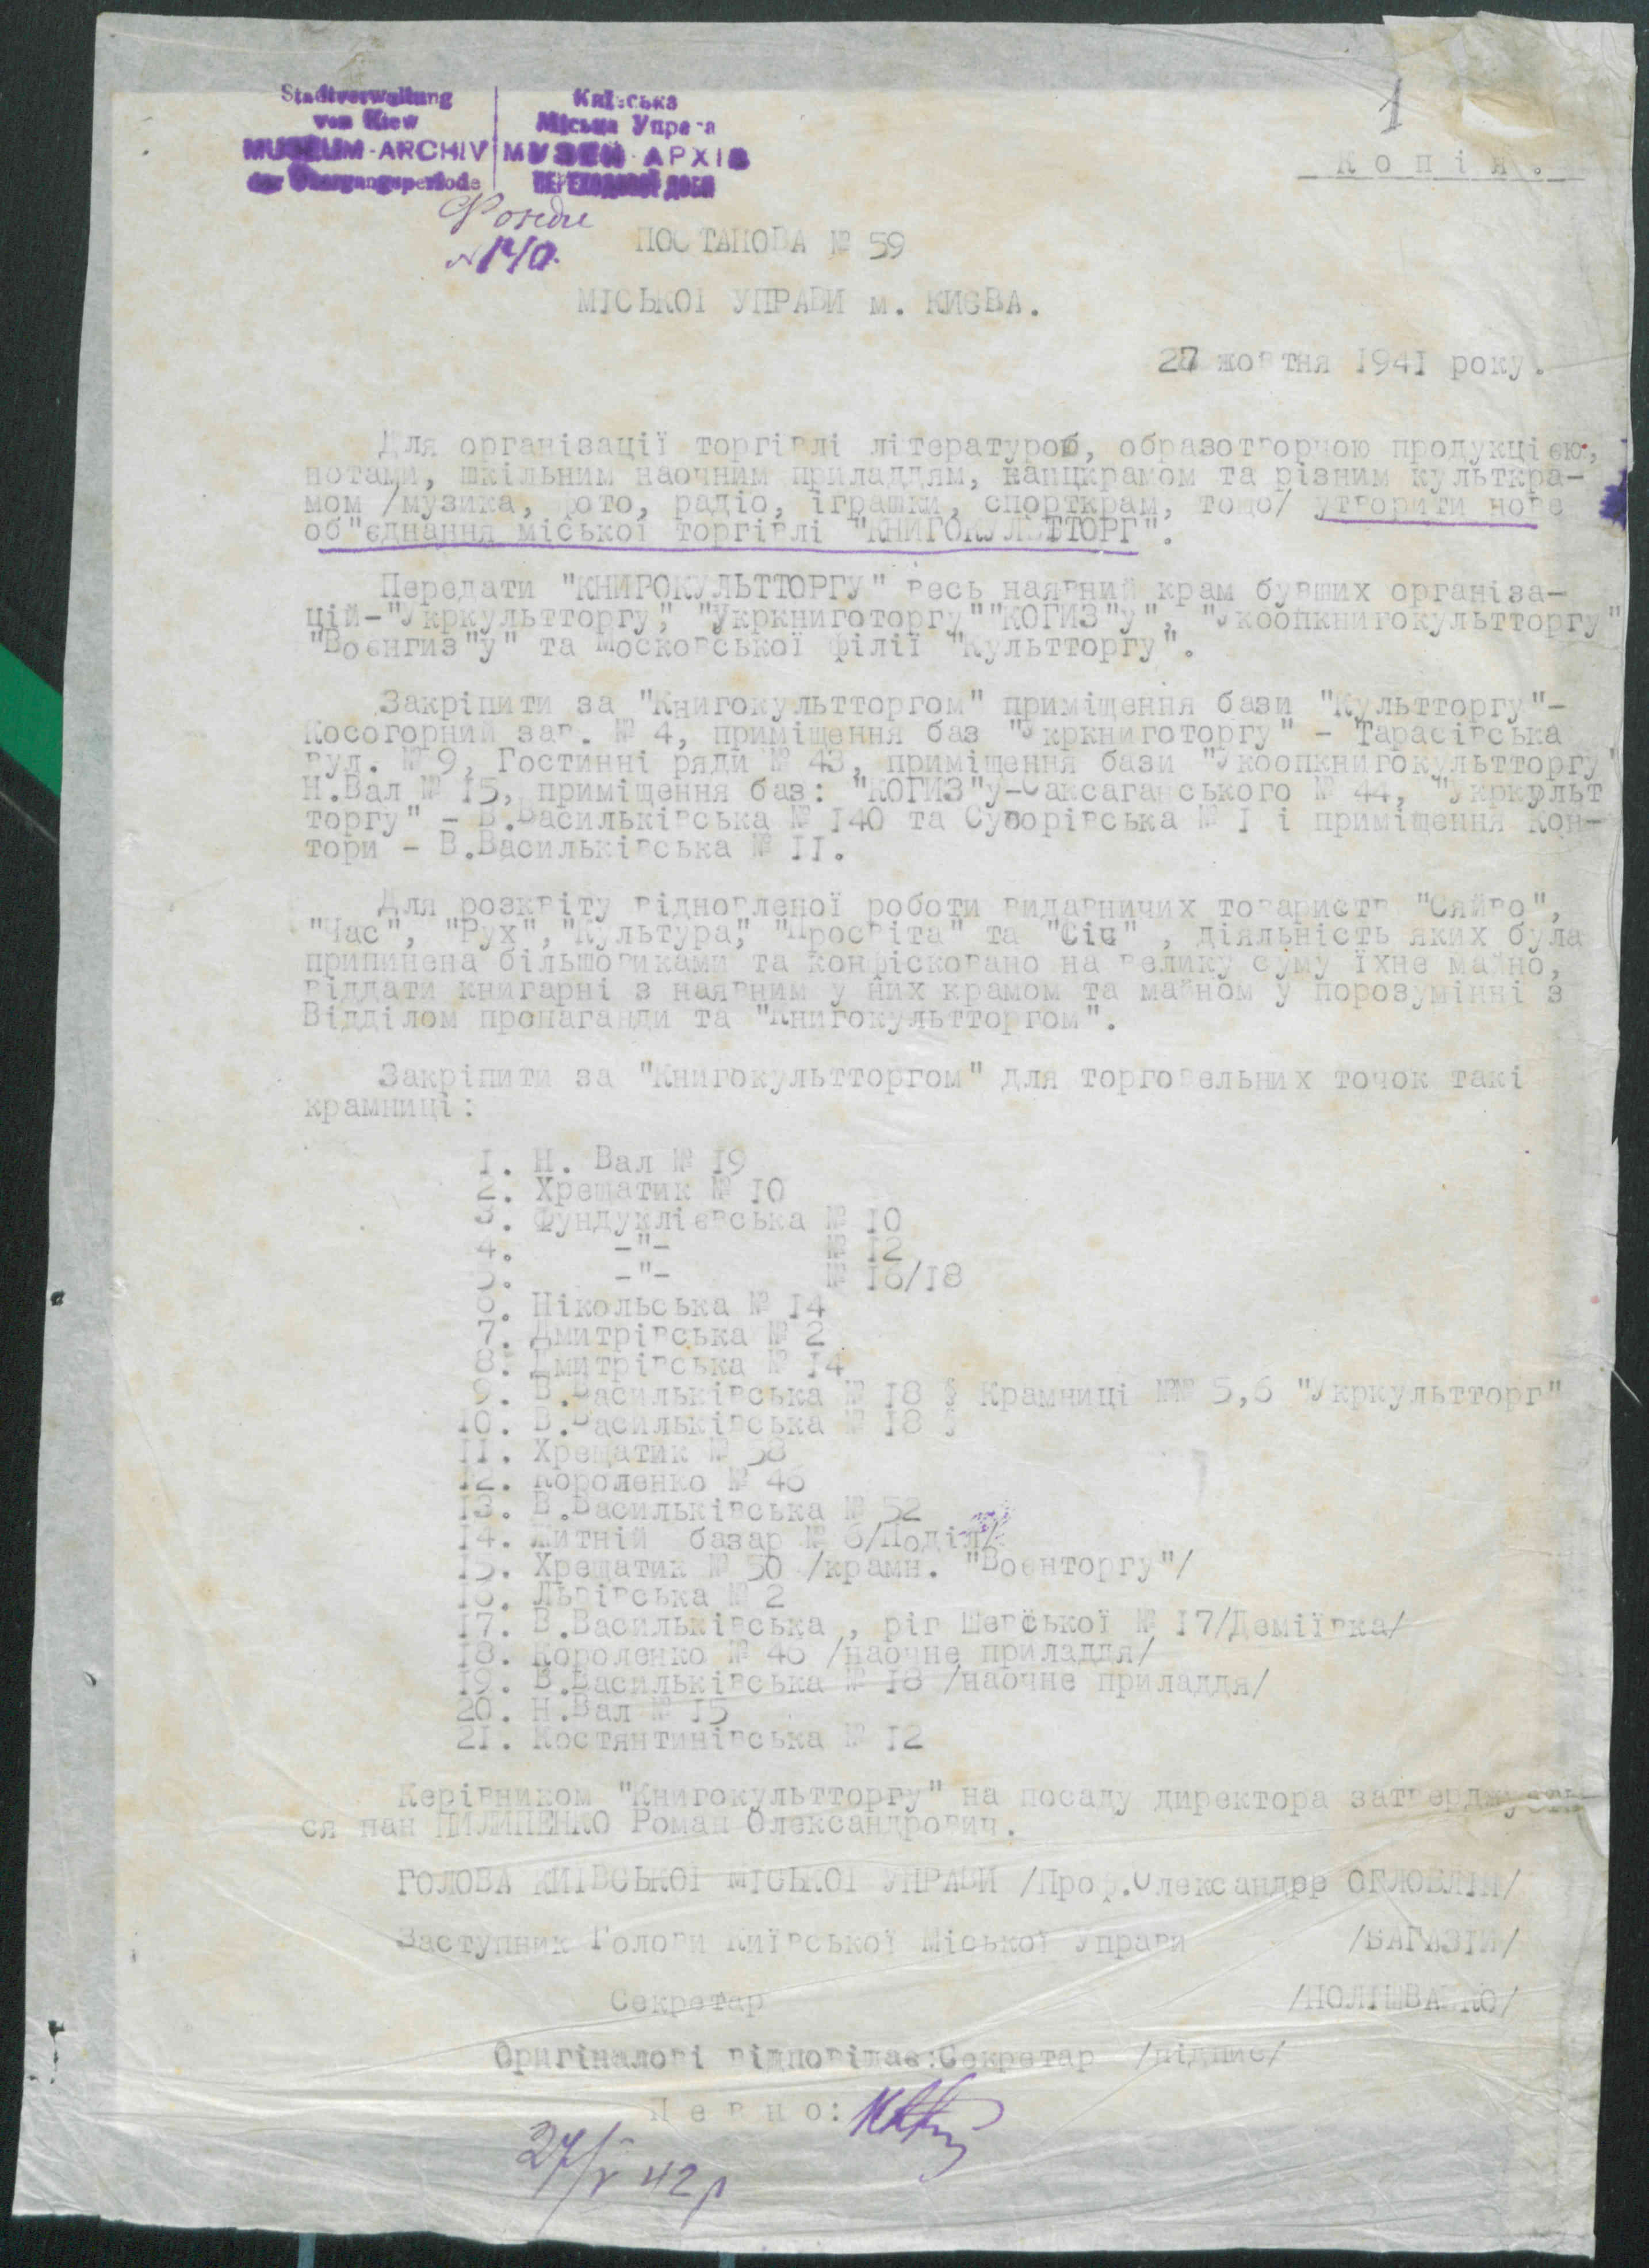 Stadtverwaltung
von Kiew
MUSEUM-ARCHIV
der Übergangsperiode
Київська
Міська Управа
МУЗЕЙ-АРХІВ
ПЕРЕХОДОВОЇ ДОБИ
1
Копія.
№ 140.
ПОСТАНОВА № 59
МІСЬКОЇ УПРАВИ м. КИЄВА.
27 жовтня 1941 року.
Для організації торгівлі літературою, образотворчою продукцією,
нотами, шкільним наочним приладдям, канцкрамом та різним культкра-
мом /музика, фото, радіо, іграшки, спорткрам, тощо/ утворити нове
об"єднання міської торгівлі "КНИГОКУЛЬТТОРГ".
Передати "КНИГОКУЛЬТТОРГУ" весь наявний крам бувших організа-
цій-"Укркультторгу", "Укркниготоргу" "КОГИЗ"у", "Укоопкнигокультторгу"
"Воєнгиз"у" та Московської філії "Культторгу".
Закріпити за "Книгокультторгом" приміщення бази "Культторгу"-
Косогорний зав. № 4, приміщення баз "Укркниготоргу" - Тарасівська
вул. № 9, Гостинні ряди № 43, приміщення бази "Укоопкнигокультторгу"
Н.Вал № 15, приміщення баз: "КОГИЗ"у-Саксаганського № 44, "Укркульт
торгу" - В.Васильківська № 140 та Суворівська № 1 і приміщення Кон-
тори - В.Васильківська № 11.
Для розквіту відновленої роботи видавничих товариств "Сяйво",
"Час", "Рух", "Культура", "Просвіта" та "Січ" , діяльність яких була
припинена більшовиками та конфісковано на велику суму їхнє майно,
віддати книгарні з наявним у них крамом та майном у порозумінні з
Відділом пропаганди та "Книгокультторгом".
Закріпити за "Книгокультторгом" для торговельних точок такі
крамниці:
1. Н. Вал № 19
2. Хрещатик № 10
3. Фундуклієвська № 10
4. -"- № 12
5. -"- № 16/18
6. Нікольська № 14
7. Дмитрівська № 2
8. Дмитрівська № 14
9. В.Васильківська № 18 § Крамниці №№ 5,6 "Укркультторг"
10. В.Васильківська № 18 §
11. Хрещатик № 58
12. Короленко № 46
13. В.Васильківська № 52
14. Житній базар № 6/Поділ/
15. Хрещатик № 50 /крамн. "Воєнторгу"/
16. Львівська № 2
17. В.Васильківська , ріг Шевської № 17/Деміївка/
18. Короленко № 46 /наочне приладдя/
19. В.Васильківська № 18 /наочне приладдя/
20. Н.Вал № 15
21. Костянтинівська № 12
Керівником "Книгокультторгу" на посаду директора затверджуєть
ся пан ПИЛИПЕНКО Роман Олександрович.
ГОЛОВА КИЇВСЬКОЇ МІСЬКОЇ УПРАВИ /Проф.Олександер ОГЛОБЛІН/
Заступник Голови Київської Міської Управи /БАГАЗІЙ/
Секретар /ПОЛІШВАЙКО/
Оригіналові відповідає:Секретар /підпис/
Певно:
27/V 42 р